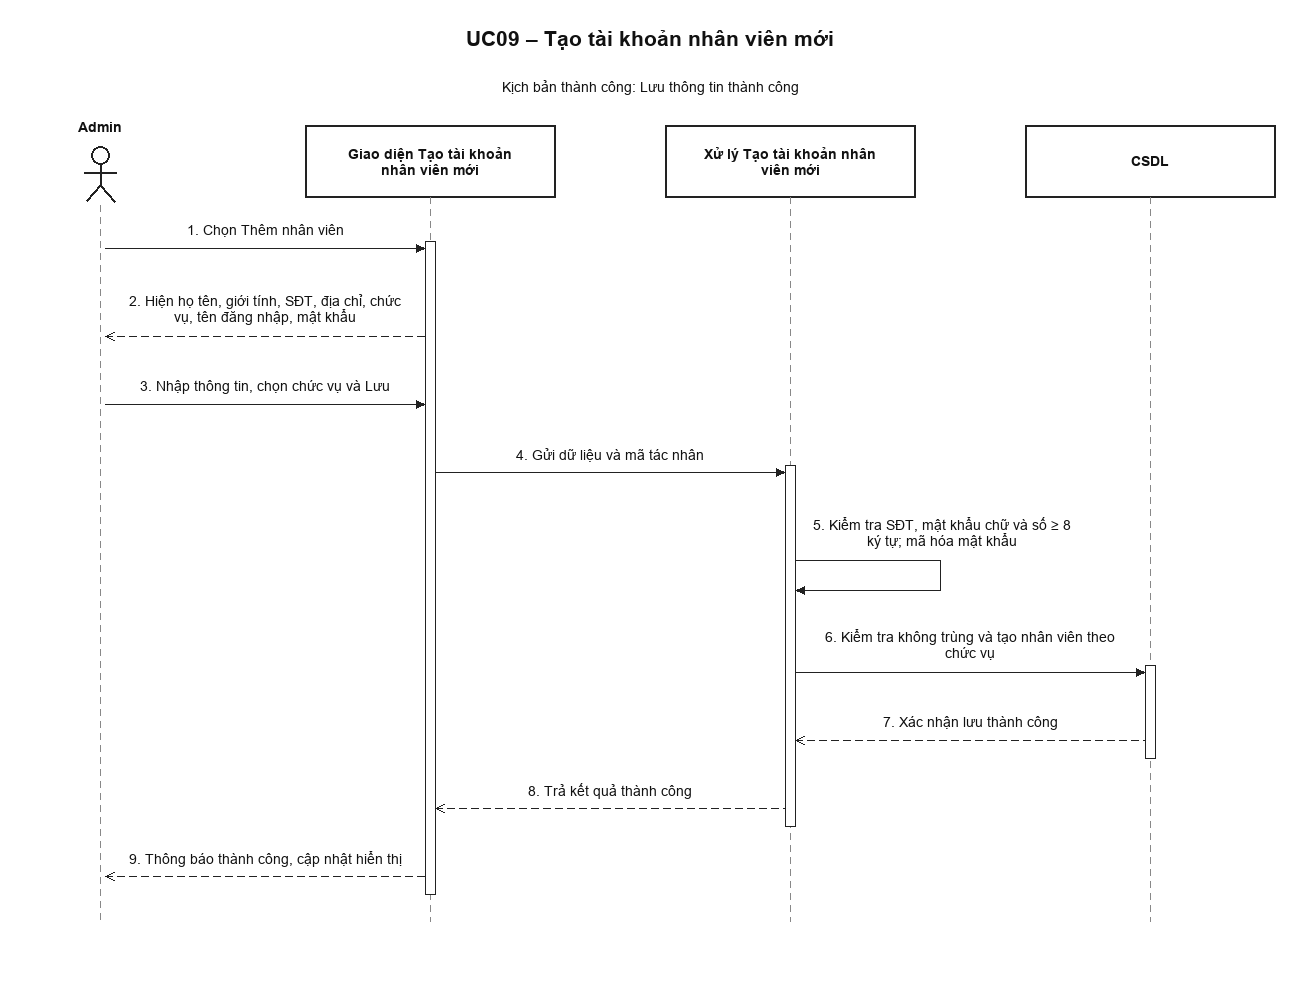 UC09 – Tạo tài khoản nhân viên mới
Kịch bản thành công: Lưu thông tin thành công
Admin
Giao diện Tạo tài khoản
nhân viên mới
Xử lý Tạo tài khoản nhân
viên mới
CSDL
1. Chọn Thêm nhân viên
2. Hiện họ tên, giới tính, SĐT, địa chỉ, chức
vụ, tên đăng nhập, mật khẩu
3. Nhập thông tin, chọn chức vụ và Lưu
4. Gửi dữ liệu và mã tác nhân
5. Kiểm tra SĐT, mật khẩu chữ và số ≥ 8
ký tự; mã hóa mật khẩu
6. Kiểm tra không trùng và tạo nhân viên theo
chức vụ
7. Xác nhận lưu thành công
8. Trả kết quả thành công
9. Thông báo thành công, cập nhật hiển thị